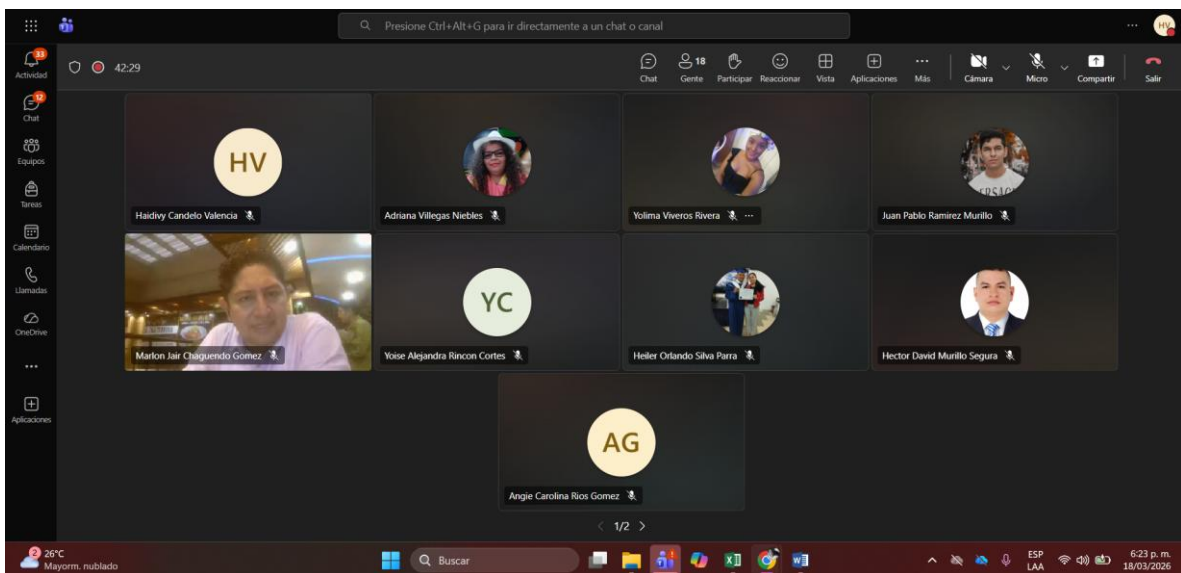 Presione Ctrl+Alt+G para ir directamente a un chat o canal
HV
33
Actividad
42:29
18
Chat
Gente
Participar
Reaccionar
Vista
Aplicaciones
Más
Cámara
Micro
Compartir
Salir
12
Chat
Equipos
Tareas
Calendario
Llamadas
OneDrive
Aplicaciones
HV
Haidivy Candelo Valencia
Adriana Villegas Niebles
Yolima Viveros Rivera
Juan Pablo Ramirez Murillo
Marlon Jair Chaguendo Gomez
YC
Yoise Alejandra Rincon Cortes
Heiler Orlando Silva Parra
Hector David Murillo Segura
AG
Angie Carolina Rios Gomez
1/2
2
26°C
Mayorm. nublado
Buscar
ESP
LAA
6:23 p. m.
18/03/2026